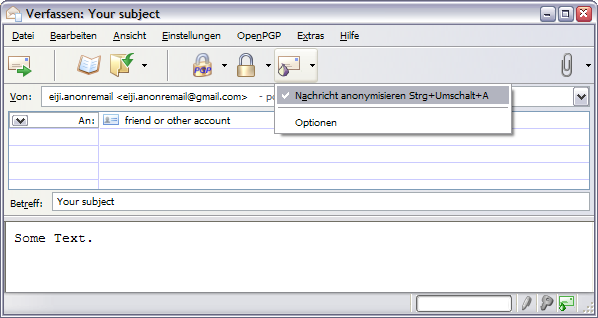 Verfassen: Your subject
Datei Bearbeiten Ansicht Einstellungen OpenPGP Extras Hilfe
PGP
Von: eiji.anonremail <eiji.anonremail@gmail.com>
Nachricht anonymisieren Strg+Umschalt+A
Optionen
An: friend or other account
Betreff: Your subject
Some Text.